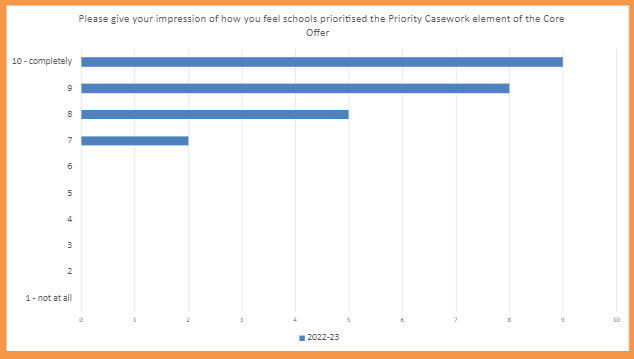 Please give your impression of how you feel schools prioritised the Priority Casework element of the Core
Offer
10 - completely
9
8
7
6
5
4
3
2
1 - not at all
0 1 2 3 4 5 6 7 8 9 10
2022-23